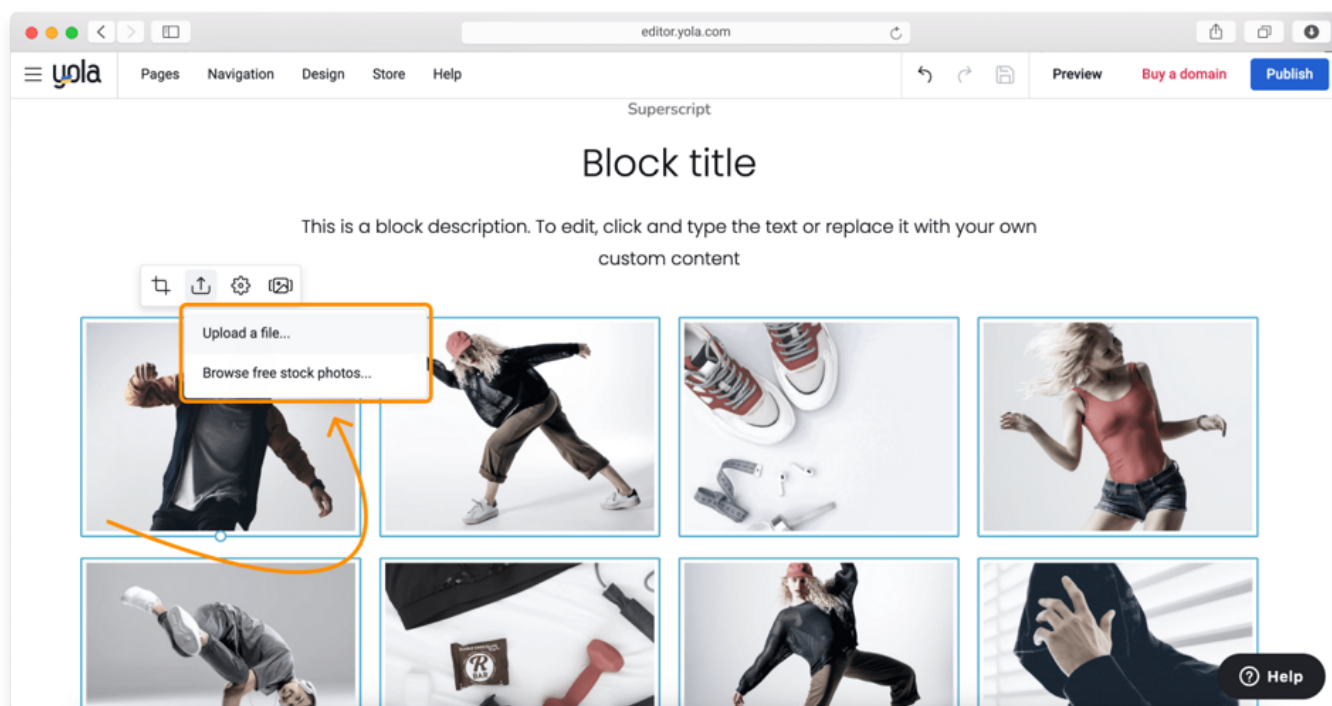 editor.yola.com
yola
Pages Navigation Design Store Help
Preview Buy a domain Publish
Superscript
Block title
This is a block description. To edit, click and type the text or replace it with your own
custom content
Upload a file...
Browse free stock photos...
R
BAR
Help